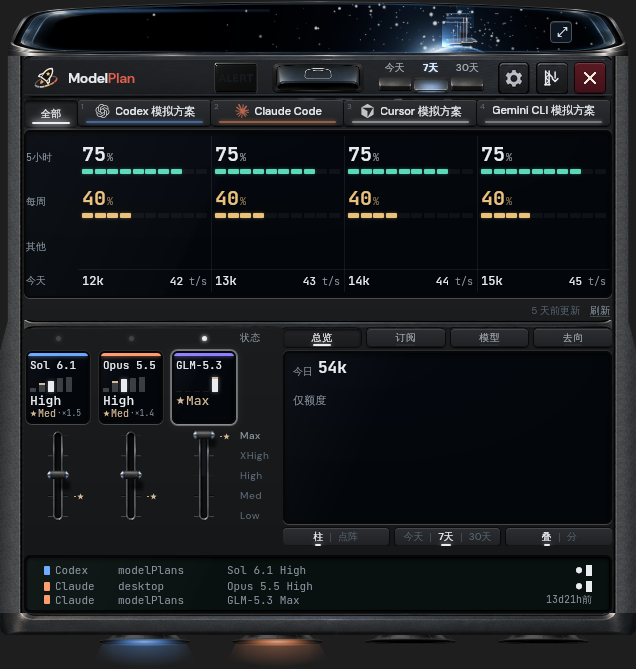 ModelPlan ALERT 今天 7天 30天
全部 1 Codex 模拟方案 2 Claude Code 3 Cursor 模拟方案 4 Gemini CLI 模拟方案
5小时 75% 75% 75% 75%
每周 40% 40% 40% 40%
其他
今天 12k 42 t/s 13k 43 t/s 14k 44 t/s 15k 45 t/s
5 天前更新 刷新
状态 总览 订阅 模型 去向
Sol 6.1 Opus 5.5 GLM-5.3
High High ★Max
★Med·×1.5 ★Med·×1.4
今日 54k
仅额度
Max
XHigh
High
Med
Low
柱 | 点阵 今天 | 7天 | 30天 叠 | 分
Codex modelPlans Sol 6.1 High
Claude desktop Opus 5.5 High
Claude modelPlans GLM-5.3 Max 13d21h前